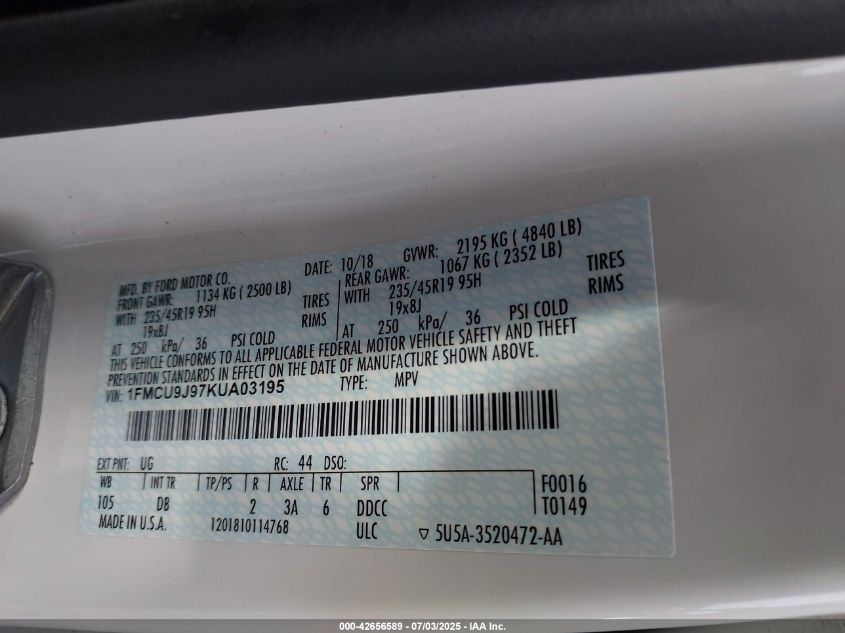 MFD. BY FORD MOTOR CO. DATE: 10/18 GVWR: 2195 KG ( 4840 LB)
FRONT GAWR: 1134 KG ( 2500 LB) REAR GAWR: 1067 KG ( 2352 LB)
WITH 235/45R19 95H TIRES WITH 235/45R19 95H TIRES
19x8J RIMS 19x8J RIMS
AT 250 kPa/ 36 PSI COLD AT 250 kPa/ 36 PSI COLD
THIS VEHICLE CONFORMS TO ALL APPLICABLE FEDERAL MOTOR VEHICLE SAFETY AND THEFT
PREVENTION STANDARDS IN EFFECT ON THE DATE OF MANUFACTURE SHOWN ABOVE.
VIN: 1FMCU9J97KUA03195 TYPE: MPV
EXT PNT: UG RC: 44 DSO:
WB INT TR TP/PS R AXLE TR SPR F0016
105 DB 2 3A 6 DDCC T0149
MADE IN U.S.A. 1201810114768 ULC ▽ 5U5A-3520472-AA
000-42656589 - 07/03/2025 - IAA Inc.